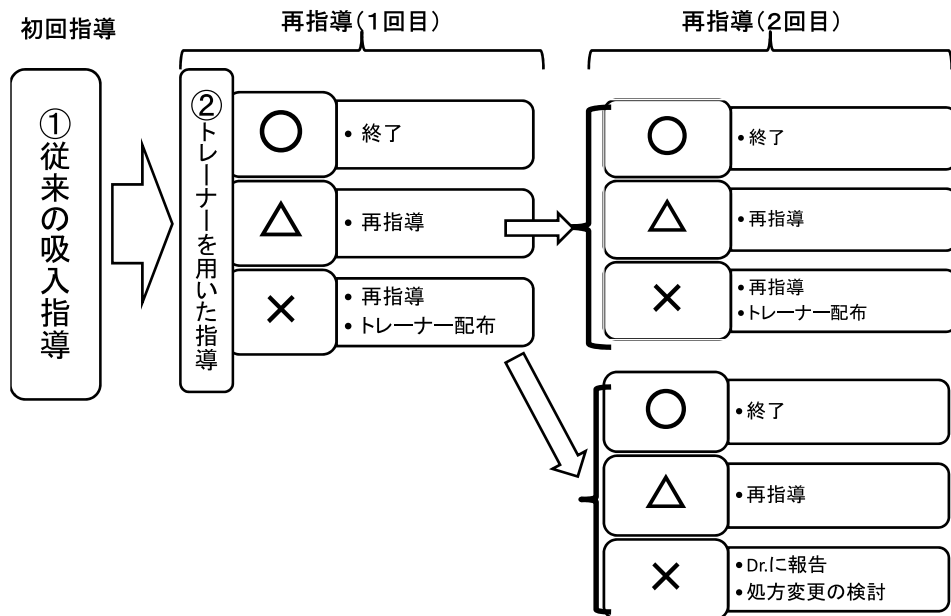 初回指導
再指導(1回目)
再指導(2回目)
①従来の吸入指導
②トレーナーを用いた指導
○
• 終了
△
• 再指導
×
• 再指導
• トレーナー配布
○
• 終了
△
• 再指導
×
• 再指導
• トレーナー配布
○
• 終了
△
• 再指導
×
• Dr.に報告
• 処方変更の検討